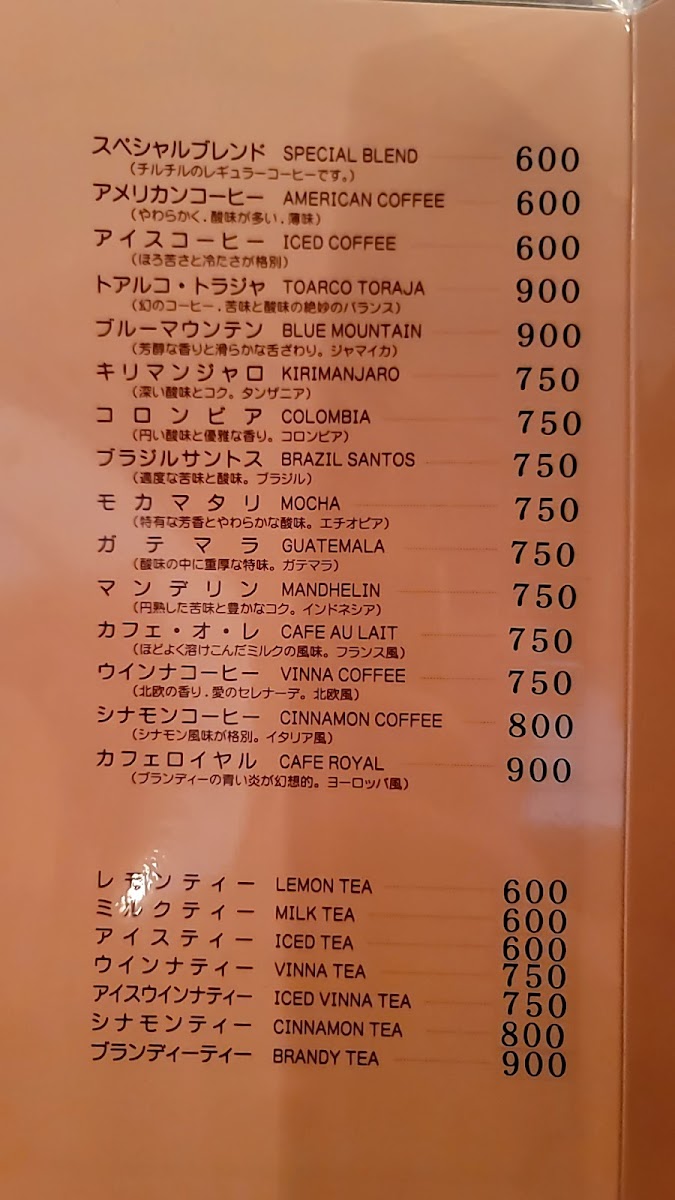 スペシャルブレンド SPECIAL BLEND 600
(チルチルのレギュラーコーヒーです。)
アメリカンコーヒー AMERICAN COFFEE 600
(やわらかく.酸味が多い.薄味)
アイスコーヒー ICED COFFEE 600
(ほろ苦さと冷たさが格別)
トアルコ・トラジャ TOARCO TORAJA 900
(幻のコーヒー.苦味と酸味の絶妙のバランス)
ブルーマウンテン BLUE MOUNTAIN 900
(芳醇な香りと滑らかな舌ざわり。ジャマイカ)
キリマンジャロ KIRIMANJARO 750
(深い酸味とコク。タンザニア)
コロンビア COLOMBIA 750
(円い酸味と優雅な香り。コロンビア)
ブラジルサントス BRAZIL SANTOS 750
(適度な苦味と酸味。ブラジル)
モカマタリ MOCHA 750
(特有な芳香とやわらかな酸味。エチオピア)
ガテマラ GUATEMALA 750
(酸味の中に重厚な特味。ガテマラ)
マンデリン MANDHELIN 750
(円熟した苦味と豊かなコク。インドネシア)
カフェ・オ・レ CAFE AU LAIT 750
(ほどよく溶けこんだミルクの風味。フランス風)
ウインナコーヒー VINNA COFFEE 750
(北欧の香り.愛のセレナーデ。北欧風)
シナモンコーヒー CINNAMON COFFEE 800
(シナモン風味が格別。イタリア風)
カフェロイヤル CAFE ROYAL 900
(ブランディーの青い炎が幻想的。ヨーロッパ風)
レモンティー LEMON TEA 600
ミルクティー MILK TEA 600
アイスティー ICED TEA 600
ウインナティー VINNA TEA 750
アイスウインナティー ICED VINNA TEA 750
シナモンティー CINNAMON TEA 800
ブランディーティー BRANDY TEA 900